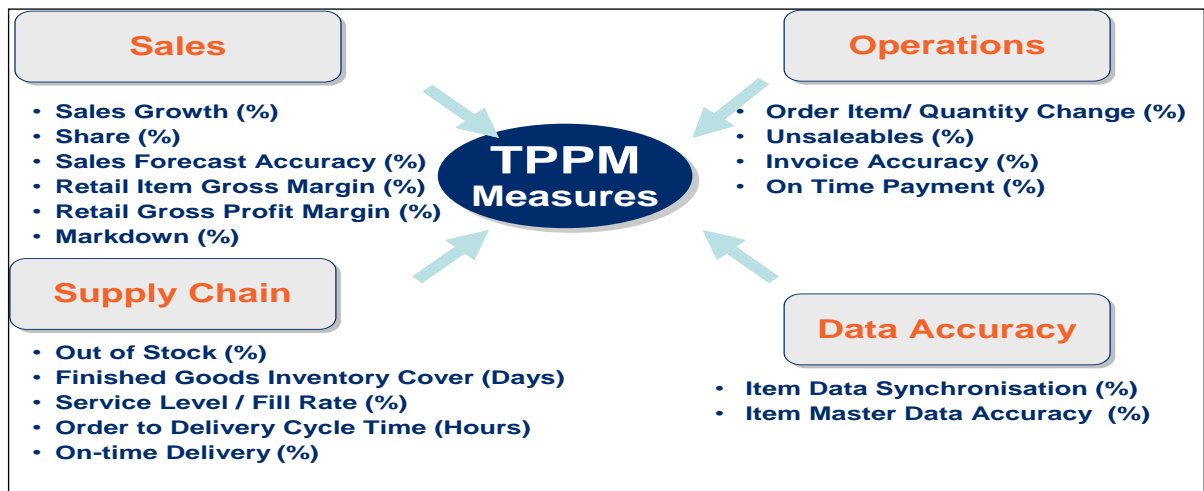 Sales
• Sales Growth (%)
• Share (%)
• Sales Forecast Accuracy (%)
• Retail Item Gross Margin (%)
• Retail Gross Profit Margin (%)
• Markdown (%)
Operations
• Order Item/ Quantity Change (%)
• Unsaleables (%)
• Invoice Accuracy (%)
• On Time Payment (%)
TPPM
Measures
Supply Chain
• Out of Stock (%)
• Finished Goods Inventory Cover (Days)
• Service Level / Fill Rate (%)
• Order to Delivery Cycle Time (Hours)
• On-time Delivery (%)
Data Accuracy
• Item Data Synchronisation (%)
• Item Master Data Accuracy (%)